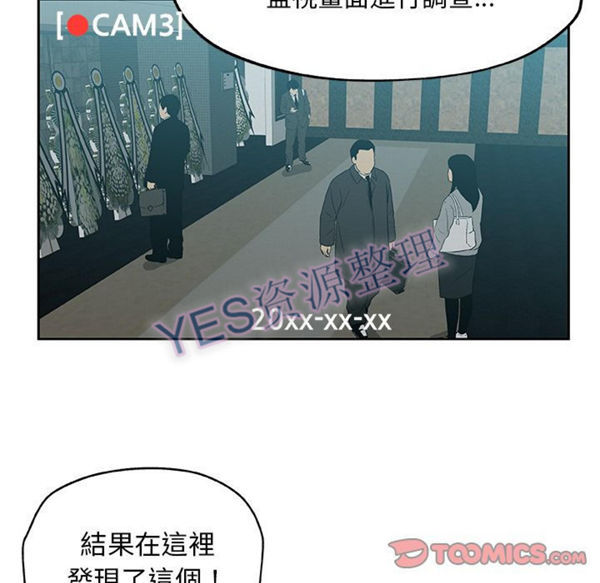 [●CAM3]
監視畫面進行調查...
YES资源整理
20xx-xx-xx
結果在這裡
發現了這個！
TOOMICS.COM